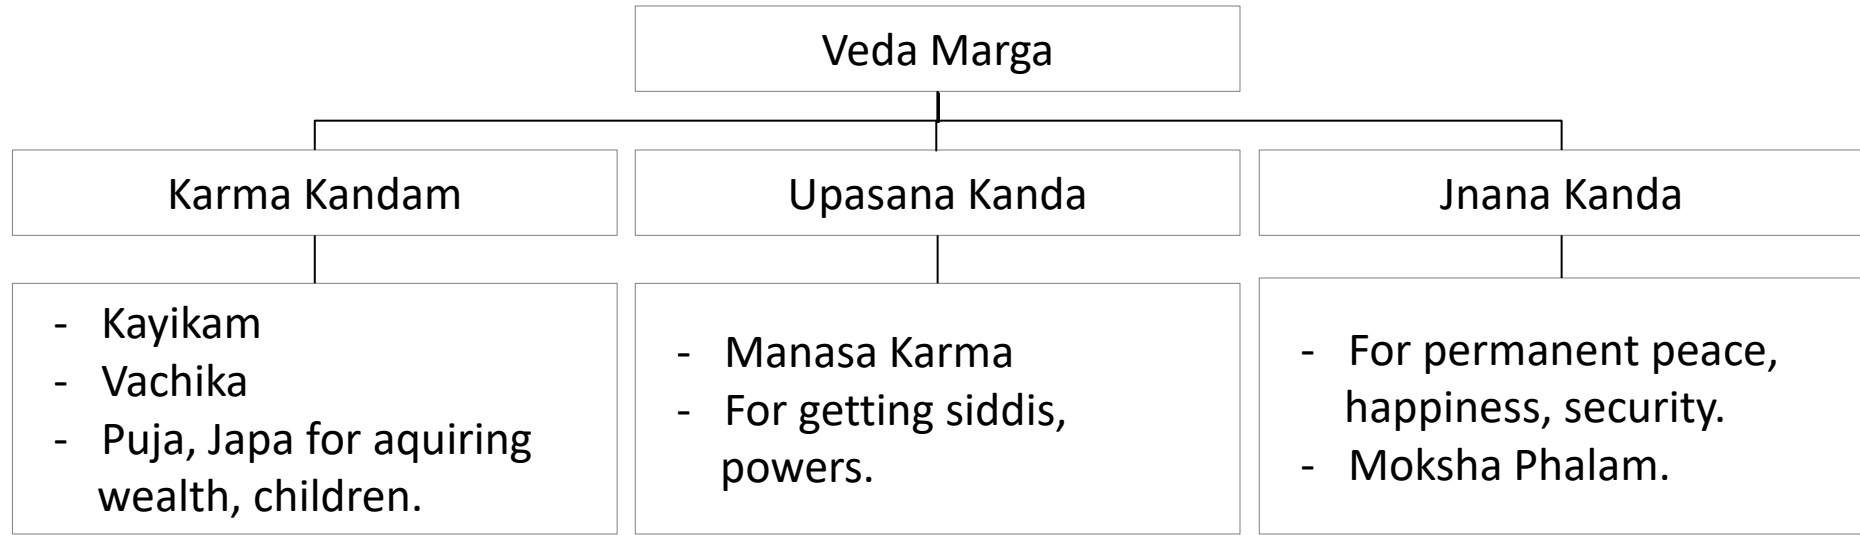 Veda Marga
Karma Kandam
Upasana Kanda
Jnana Kanda
- Kayikam
- Vachika
- Puja, Japa for aquiring
wealth, children.
- Manasa Karma
- For getting siddis,
powers.
- For permanent peace,
happiness, security.
- Moksha Phalam.